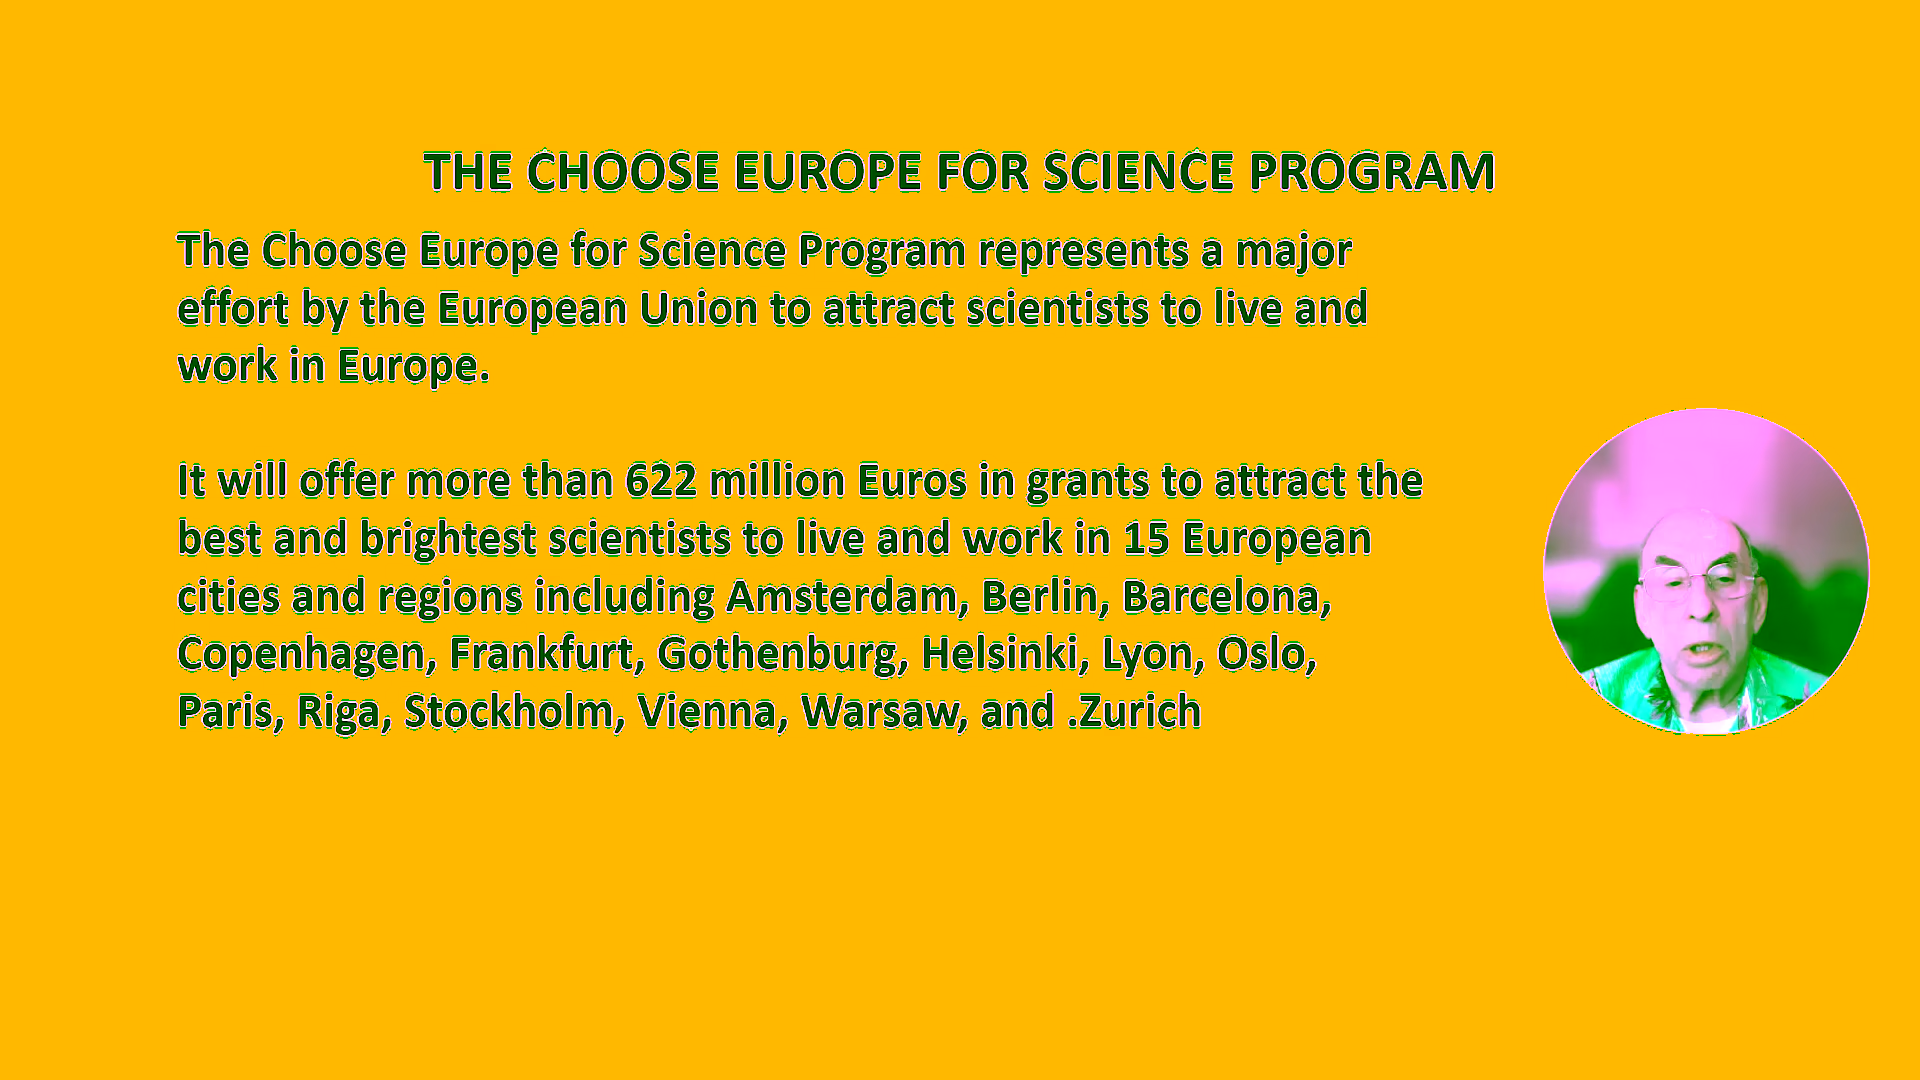 THE CHOOSE EUROPE FOR SCIENCE PROGRAM
The Choose Europe for Science Program represents a major
effort by the European Union to attract scientists to live and
work in Europe.
It will offer more than 622 million Euros in grants to attract the
best and brightest scientists to live and work in 15 European
cities and regions including Amsterdam, Berlin, Barcelona,
Copenhagen, Frankfurt, Gothenburg, Helsinki, Lyon, Oslo,
Paris, Riga, Stockholm, Vienna, Warsaw, and .Zurich